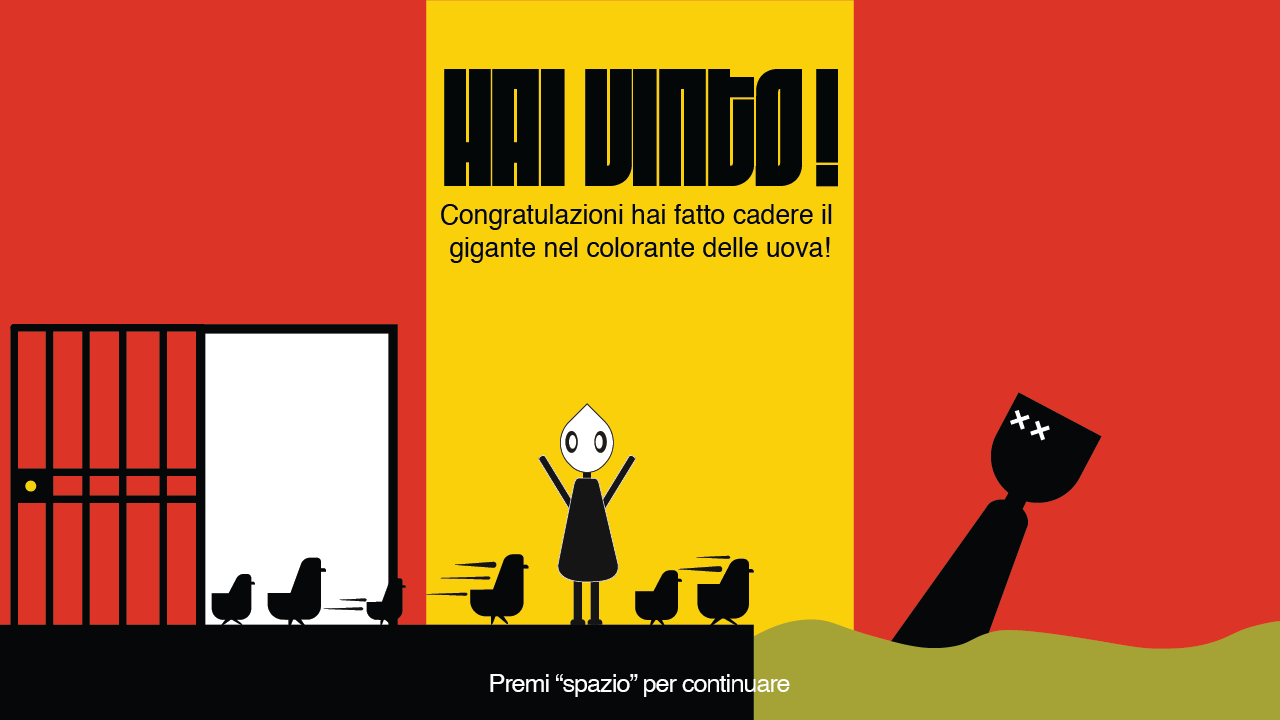 HAI VINTO!
Congratulazioni hai fatto cadere il
gigante nel colorante delle uova!
Premi “spazio” per continuare